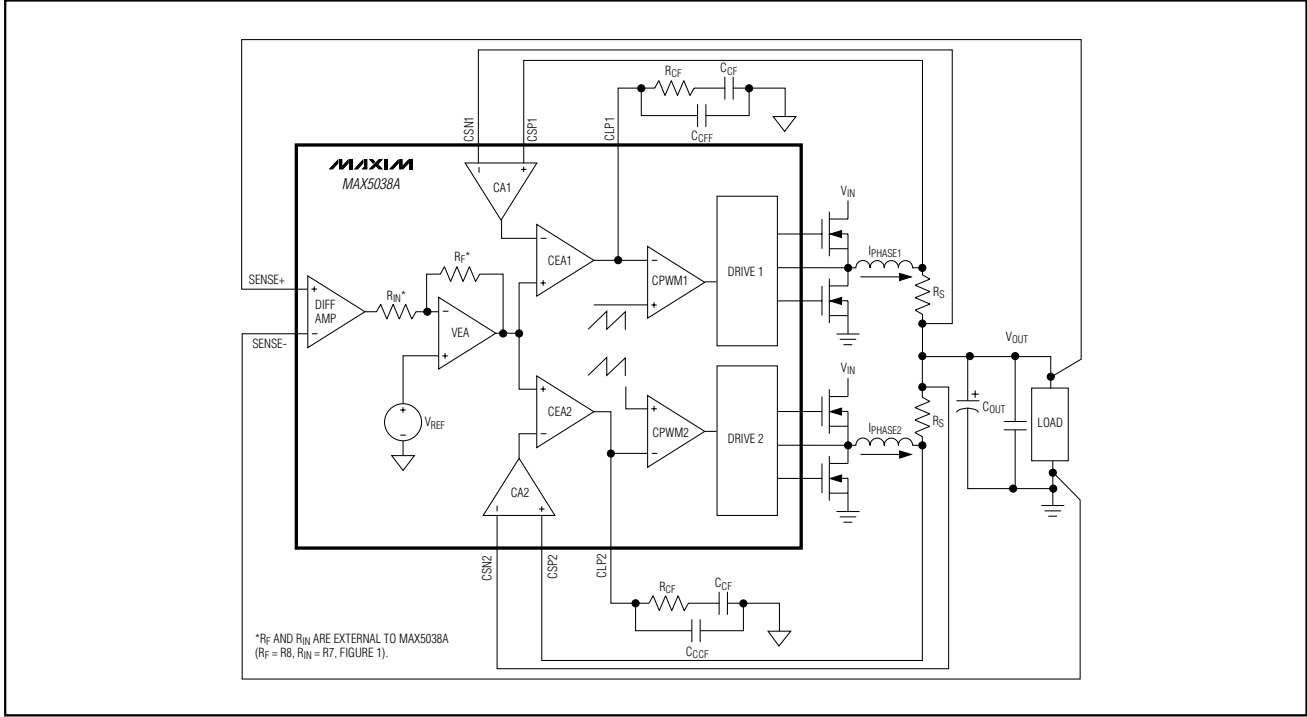 RCF
CCF
CCFF
CSN1
CSP1
CLP1
MAXIM
MAX5038A
CA1
VIN
SENSE+
RF*
CEA1
CPWM1
DRIVE 1
IPHASE1
RS
DIFF
AMP
RIN*
VEA
SENSE-
VOUT
VIN
CEA2
CPWM2
DRIVE 2
IPHASE2
RS
COUT
LOAD
VREF
CA2
CSN2
CSP2
CLP2
RCF
CCF
CCCF
*RF AND RIN ARE EXTERNAL TO MAX5038A
(RF = R8, RIN = R7, FIGURE 1).